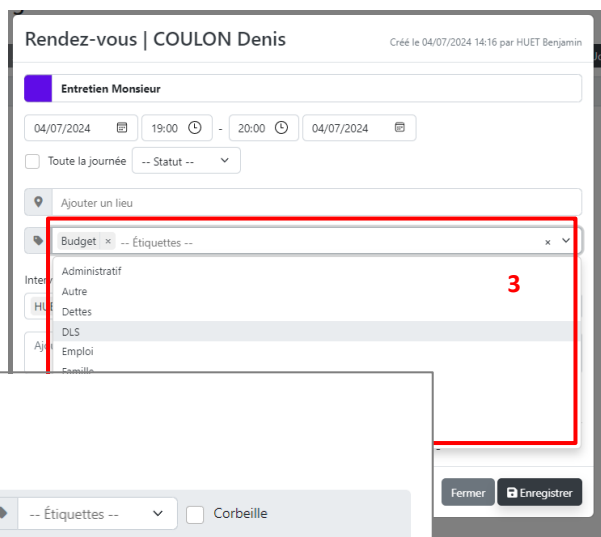 Rendez-vous | COULON Denis
Créé le 04/07/2024 14:16 par HUET Benjamin
Entretien Monsieur
04/07/2024 19:00 - 20:00 04/07/2024
Toute la journée -- Statut --
Ajouter un lieu
Budget × -- Étiquettes -- ×
Administratif
3
Autre
Dettes
DLS
Emploi
Fermer Enregistrer
-- Étiquettes -- Corbeille